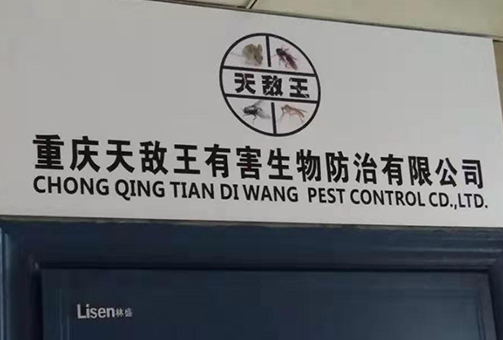 天敌王
重庆天敌王有害生物防治有限公司
CHONG QING TIAN DI WANG PEST CONTROL CD.,LTD.
Lisen林盛